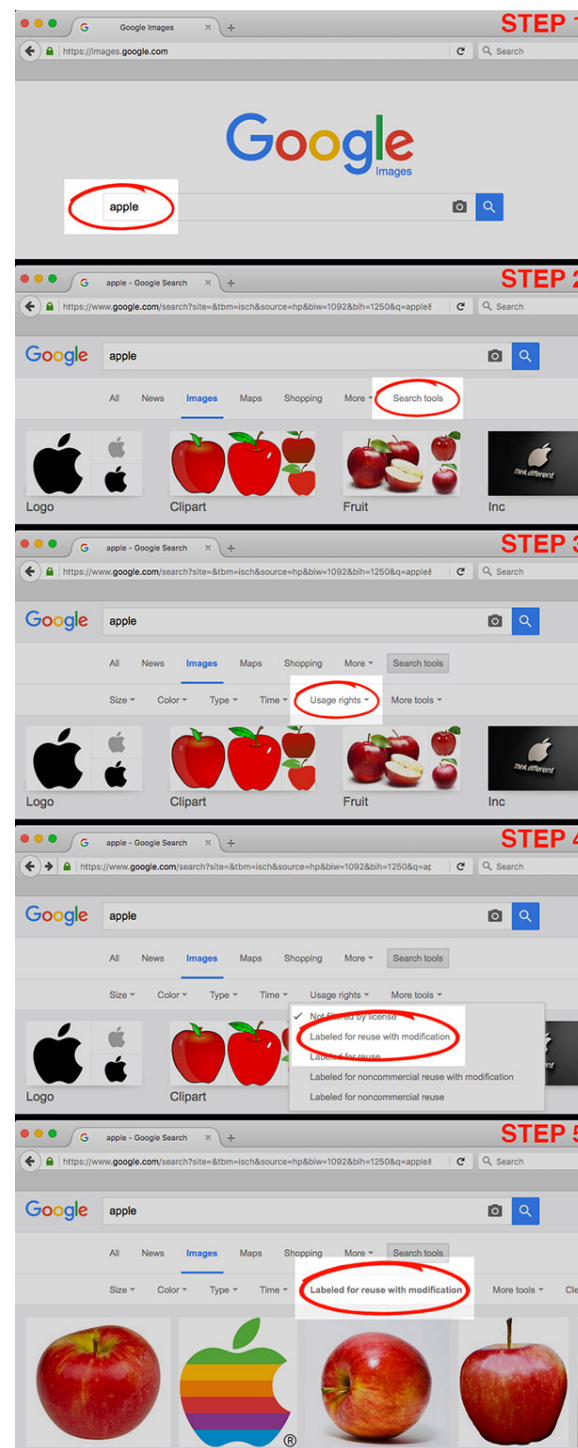 STEP 1
Google Images
https://images.google.com
Search
Google
Images
apple
STEP 2
apple - Google Search
https://www.google.com/search?site=&tbm=isch&source=hp&biw=1092&bih=1250&q=apple&
Search
Google
apple
All News Images Maps Shopping More Search tools
Logo Clipart Fruit Inc
STEP 3
apple - Google Search
https://www.google.com/search?site=&tbm=isch&source=hp&biw=1092&bih=1250&q=apple&
Search
Google
apple
All News Images Maps Shopping More Search tools
Size Color Type Time Usage rights More tools
Logo Clipart Fruit Inc
STEP 4
apple - Google Search
https://www.google.com/search?site=&tbm=isch&source=hp&biw=1092&bih=1250&q=ap
Search
Google
apple
All News Images Maps Shopping More Search tools
Size Color Type Time Usage rights More tools
Not filtered by license
Labeled for reuse with modification
Labeled for reuse
Labeled for noncommercial reuse with modification
Labeled for noncommercial reuse
Logo Clipart
STEP 5
apple - Google Search
https://www.google.com/search?site=&tbm=isch&source=hp&biw=1092&bih=1250&q=apple&
Search
Google
apple
All News Images Maps Shopping More Search tools
Size Color Type Time Labeled for reuse with modification More tools Cle
®